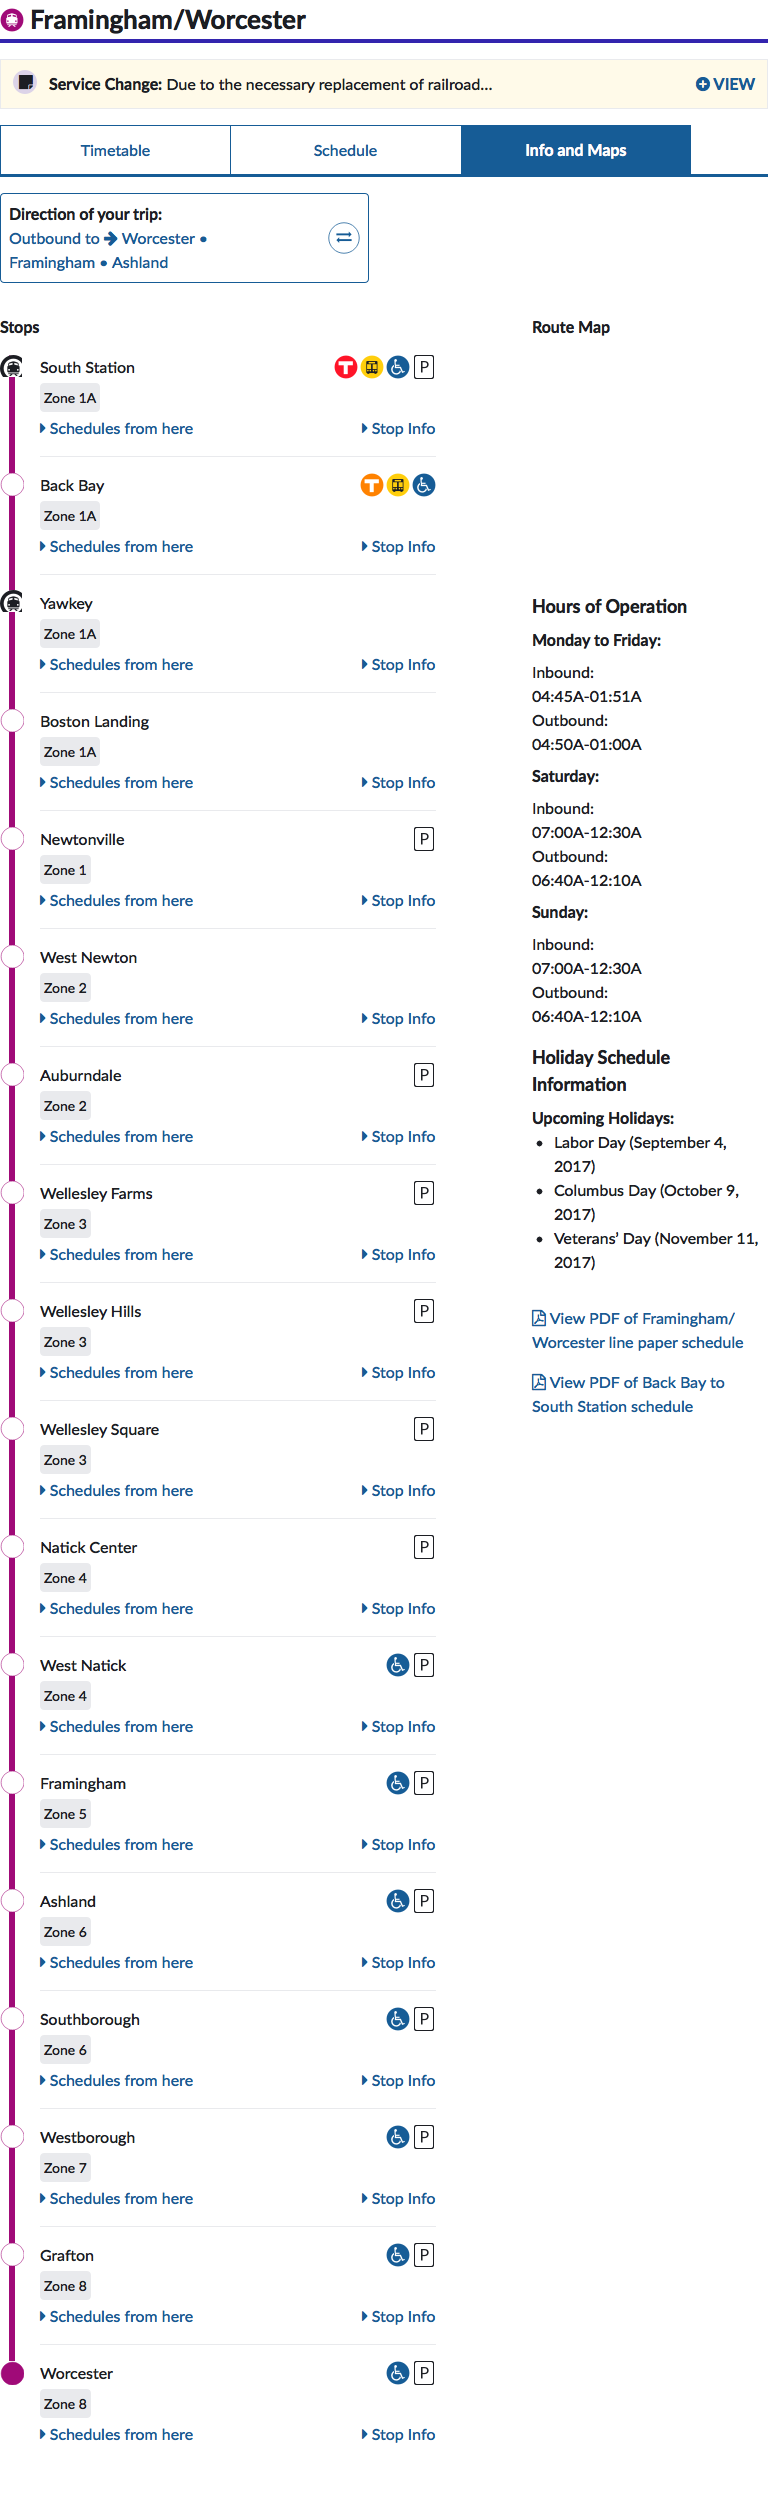 Framingham/Worcester
Service Change: Due to the necessary replacement of railroad...
VIEW
Timetable
Schedule
Info and Maps
Direction of your trip:
Outbound to Worcester •
Framingham • Ashland
Stops
South Station
T
P
Zone 1A
Schedules from here
Stop Info
Back Bay
T
Zone 1A
Schedules from here
Stop Info
Yawkey
Zone 1A
Schedules from here
Stop Info
Boston Landing
Zone 1A
Schedules from here
Stop Info
Newtonville
P
Zone 1
Schedules from here
Stop Info
West Newton
Zone 2
Schedules from here
Stop Info
Auburndale
P
Zone 2
Schedules from here
Stop Info
Wellesley Farms
P
Zone 3
Schedules from here
Stop Info
Wellesley Hills
P
Zone 3
Schedules from here
Stop Info
Wellesley Square
P
Zone 3
Schedules from here
Stop Info
Natick Center
P
Zone 4
Schedules from here
Stop Info
West Natick
P
Zone 4
Schedules from here
Stop Info
Framingham
P
Zone 5
Schedules from here
Stop Info
Ashland
P
Zone 6
Schedules from here
Stop Info
Southborough
P
Zone 6
Schedules from here
Stop Info
Westborough
P
Zone 7
Schedules from here
Stop Info
Grafton
P
Zone 8
Schedules from here
Stop Info
Worcester
P
Zone 8
Schedules from here
Stop Info
Route Map
Hours of Operation
Monday to Friday:
Inbound:
04:45A-01:51A
Outbound:
04:50A-01:00A
Saturday:
Inbound:
07:00A-12:30A
Outbound:
06:40A-12:10A
Sunday:
Inbound:
07:00A-12:30A
Outbound:
06:40A-12:10A
Holiday Schedule
Information
Upcoming Holidays:
• Labor Day (September 4,
2017)
• Columbus Day (October 9,
2017)
• Veterans’ Day (November 11,
2017)
View PDF of Framingham/
Worcester line paper schedule
View PDF of Back Bay to
South Station schedule